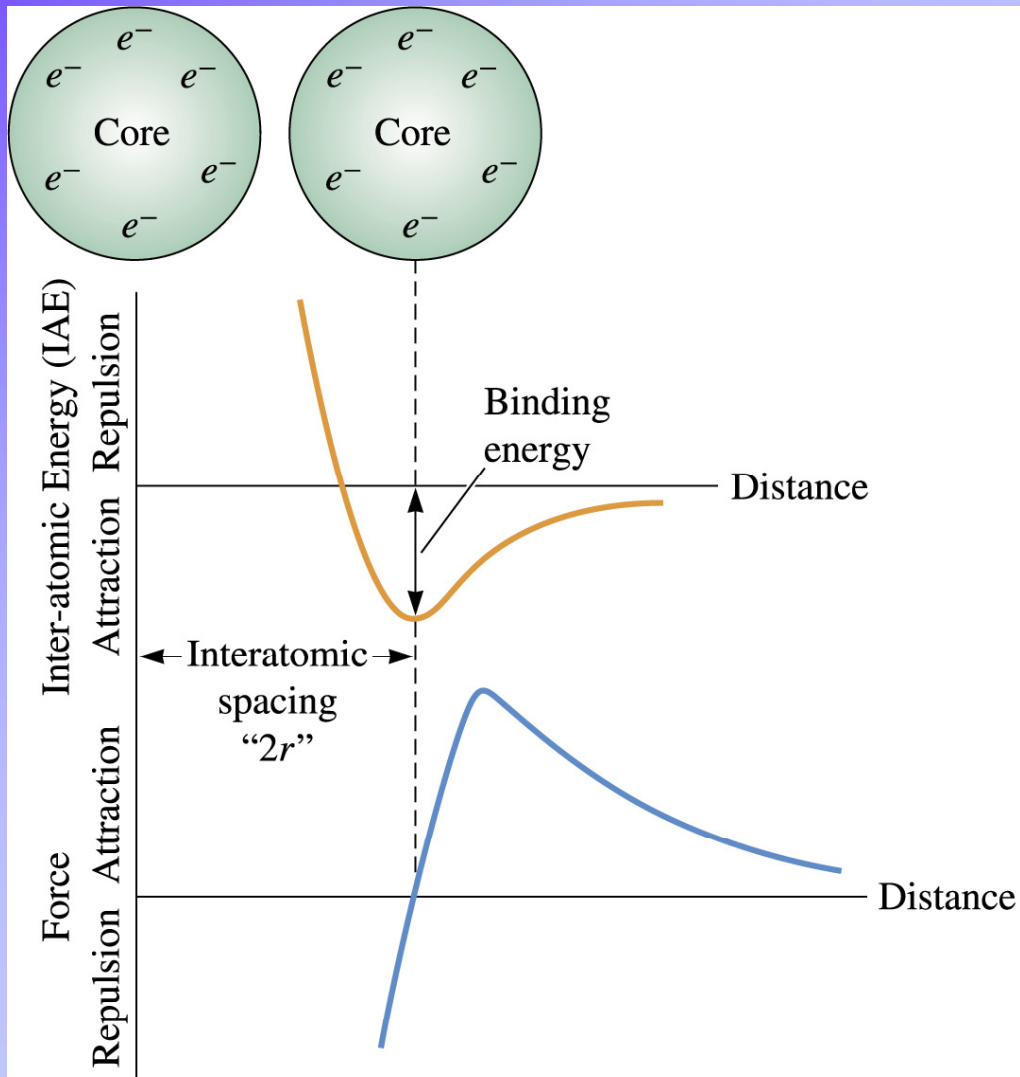 e⁻
e⁻
e⁻
Core
e⁻
e⁻
e⁻
e⁻
e⁻
e⁻
Core
e⁻
e⁻
e⁻
Inter-atomic Energy (IAE)
Repulsion
Attraction
Binding
energy
Distance
Interatomic
spacing
“2r”
Force
Attraction
Repulsion
Distance